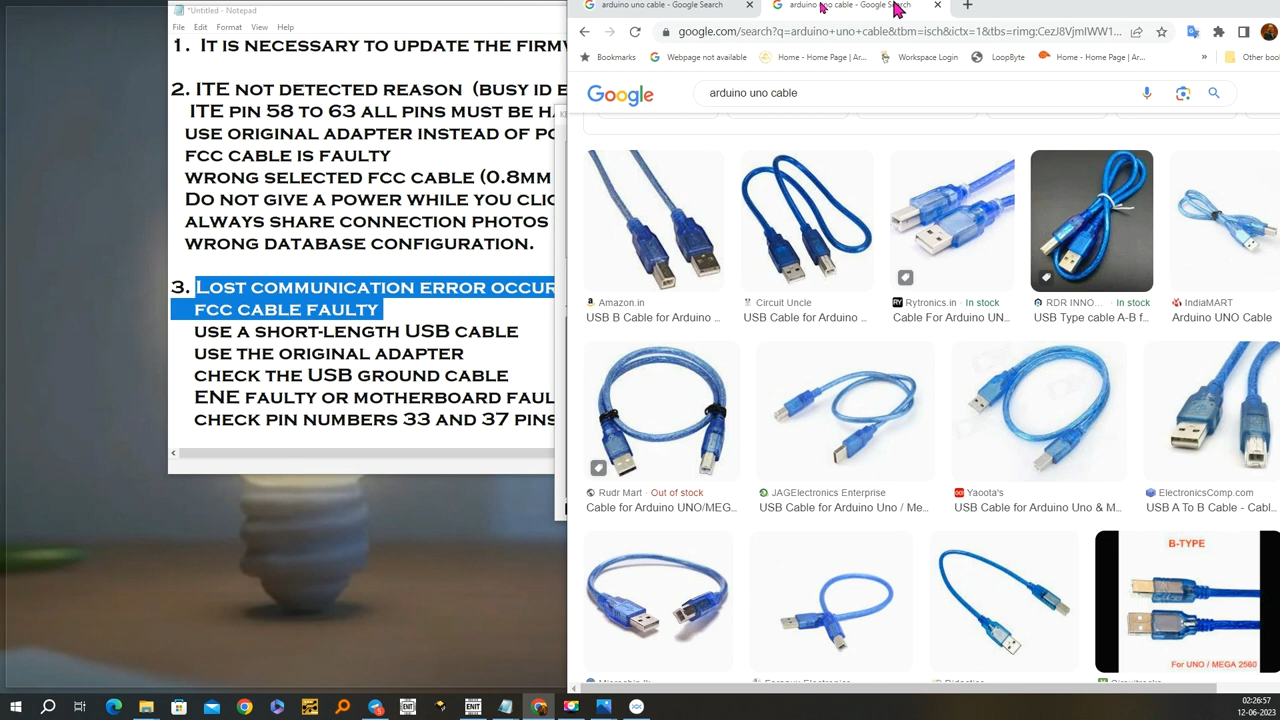 *Untitled - Notepad
File Edit Format View Help
1. IT IS NECESSARY TO UPDATE THE FIRMW
2. ITE NOT DETECTED REASON (BUSY ID E
ITE PIN 58 TO 63 ALL PINS MUST BE HA
USE ORIGINAL ADAPTER INSTEAD OF PO
FCC CABLE IS FAULTY
WRONG SELECTED FCC CABLE (0.8MM
DO NOT GIVE A POWER WHILE YOU CLIC
ALWAYS SHARE CONNECTION PHOTOS
WRONG DATABASE CONFIGURATION.
3. LOST COMMUNICATION ERROR OCCUR
FCC CABLE FAULTY
USE A SHORT-LENGTH USB CABLE
USE THE ORIGINAL ADAPTER
CHECK THE USB GROUND CABLE
ENE FAULTY OR MOTHERBOARD FAUL
CHECK PIN NUMBERS 33 AND 37 PINS
arduino uno cable - Google Search
arduino uno cable - Google Search
google.com/search?q=arduino+uno+cable&tbm=isch&ictx=1&tbs=rimg:CezJ8VjmIWW1...
Bookmarks Webpage not available Home - Home Page | Ar... Workspace Login LoopByte Home - Home Page | Ar... » Other boo
Google arduino uno cable
Amazon.in Circuit Uncle Rytronics.in · In stock RDR INNO... · In stock IndiaMART
USB B Cable for Arduino ... USB Cable for Arduino ... Cable For Arduino UN... USB Type cable A-B f... Arduino UNO Cable
Rudr Mart · Out of stock JAGElectronics Enterprise Yaoota's ElectronicsComp.com
Cable for Arduino UNO/MEG... USB Cable for Arduino Uno / Me... USB Cable for Arduino Uno & M... USB A To B Cable - Cabl...
B-TYPE
For UNO / MEGA 2560
02:26:57
12-06-2023